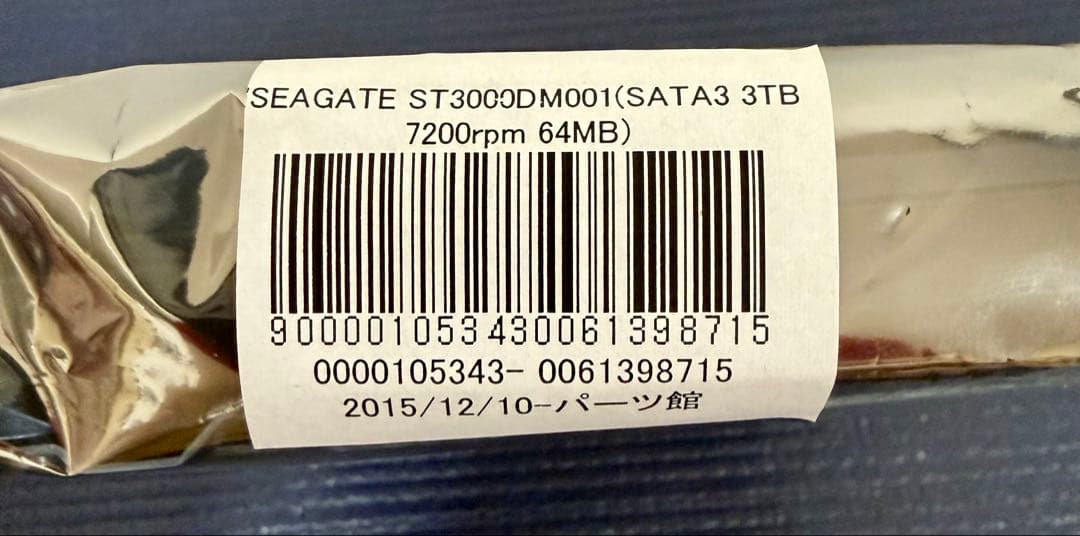 SEAGATE ST3000DM001(SATA3 3TB
7200rpm 64MB)
900001053430061398715
0000105343- 0061398715
2015/12/10-パーツ館